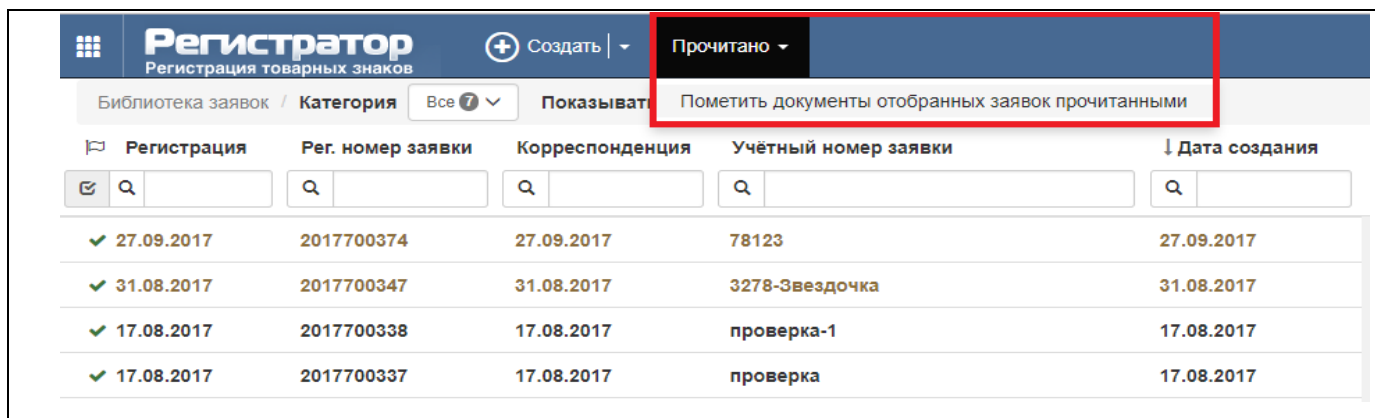 Регистратор
Регистрация товарных знаков
Создать
Прочитано
Библиотека заявок / Категория Все 7 Показывать
Пометить документы отобранных заявок прочитанными
Регистрация Рег. номер заявки Корреспонденция Учётный номер заявки Дата создания
27.09.2017 2017700374 27.09.2017 78123 27.09.2017
31.08.2017 2017700347 31.08.2017 3278-Звездочка 31.08.2017
17.08.2017 2017700338 17.08.2017 проверка-1 17.08.2017
17.08.2017 2017700337 17.08.2017 проверка 17.08.2017